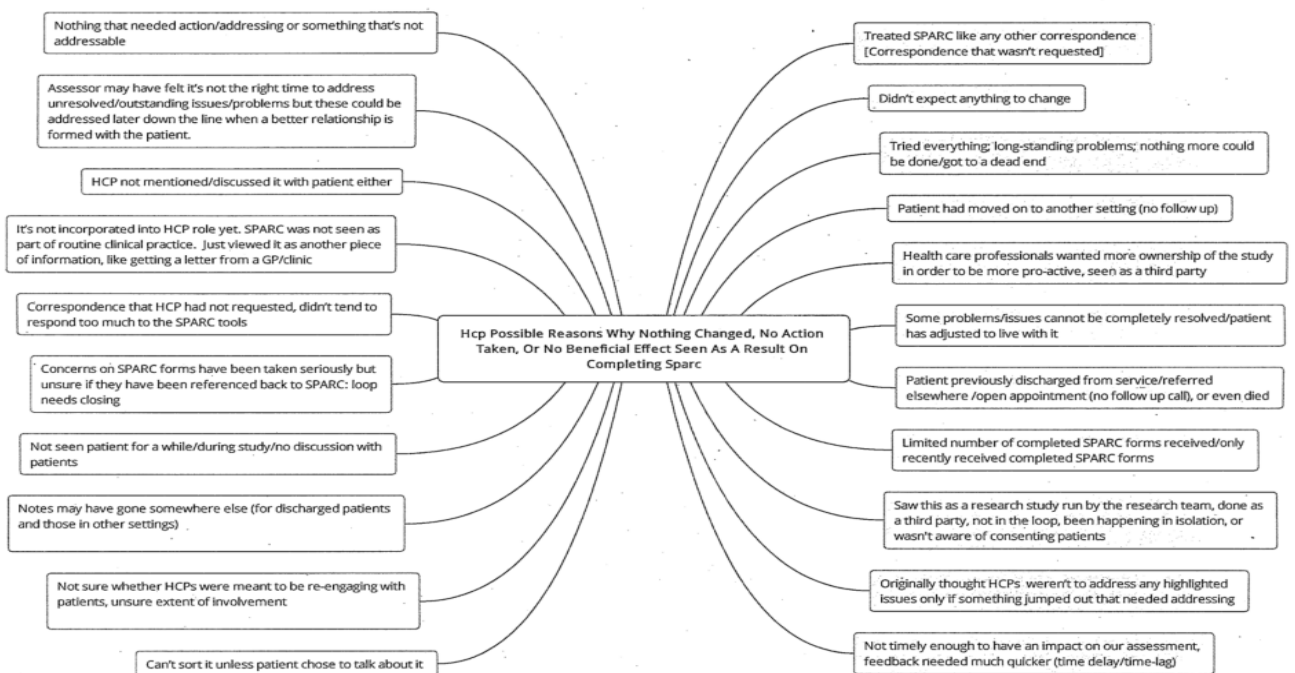 Nothing that needed action/addressing or something that's not
addressable
Assessor may have felt it's not the right time to address
unresolved/outstanding issues/problems but these could be
addressed later down the line when a better relationship is
formed with the patient.
HCP not mentioned/discussed it with patient either
It's not incorporated into HCP role yet. SPARC was not seen as
part of routine clinical practice. Just viewed it as another piece
of information, like getting a letter from a GP/clinic
Correspondence that HCP had not requested, didn't tend to
respond too much to the SPARC tools
Concerns on SPARC forms have been taken seriously but
unsure if they have been referenced back to SPARC: loop
needs closing
Not seen patient for a while/during study/no discussion with
patients
Notes may have gone somewhere else (for discharged patients
and those in other settings)
Not sure whether HCPs were meant to be re-engaging with
patients, unsure extent of involvement
Can't sort it unless patient chose to talk about it
Hcp Possible Reasons Why Nothing Changed, No Action
Taken, Or No Beneficial Effect Seen As A Result On
Completing Sparc
Treated SPARC like any other correspondence
[Correspondence that wasn't requested]
Didn't expect anything to change
Tried everything; long-standing problems; nothing more could
be done/got to a dead end
Patient had moved on to another setting (no follow up)
Health care professionals wanted more ownership of the study
in order to be more pro-active, seen as a third party
Some problems/issues cannot be completely resolved/patient
has adjusted to live with it
Patient previously discharged from service/referred
elsewhere /open appointment (no follow up call), or even died
Limited number of completed SPARC forms received/only
recently received completed SPARC forms
Saw this as a research study run by the research team, done as
a third party, not in the loop, been happening in isolation, or
wasn't aware of consenting patients
Originally thought HCPs weren't to address any highlighted
issues only if something jumped out that needed addressing
Not timely enough to have an impact on our assessment,
feedback needed much quicker (time delay/time-lag)